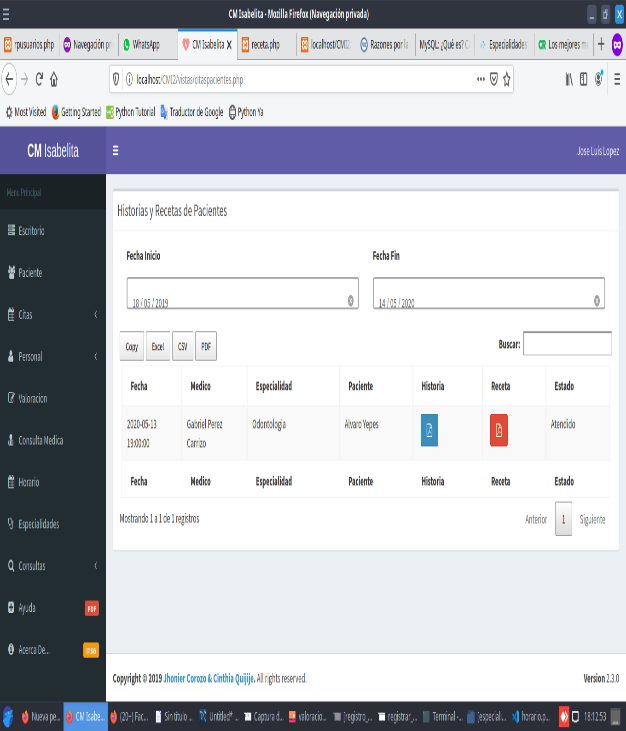 CM Isabelita - Mozilla Firefox (Navegación privada)
rpusuarios.php
Navegación pr
WhatsApp
CM Isabelita
receta.php
localhost/CMI2
Razones por la
MySQL: ¿Qué es? C
Especialidades
Los mejores m
localhost/CMI2/vistas/citaspacientes.php
Most Visited
Getting Started
Python Tutorial
Traductor de Google
Python Ya
CM Isabelita
Jose Luis Lopez
Menu Principal
Escritorio
Paciente
Citas
Personal
Valoracion
Consulta Medica
Horario
Especialidades
Consultas
Ayuda PDF
Acerca De... ITSG
Historias y Recetas de Pacientes
Fecha Inicio Fecha Fin
18 / 05 / 2019 14 / 05 / 2020
Copy Excel CSV PDF Buscar:
Fecha Medico Especialidad Paciente Historia Receta Estado
2020-05-13 Gabriel Perez Odontologia Alvaro Yepes Atendido
19:00:00 Carrizo
Fecha Medico Especialidad Paciente Historia Receta Estado
Mostrando 1 a 1 de 1 registros Anterior 1 Siguiente
Copyright © 2019 Jhonier Corozo & Cinthia Quijije. All rights reserved. Version 2.3.0
Nueva pe...
CM Isabe...
(20+) Fac...
Sin título ...
Untitled* ...
Captura d...
valoracio...
[registro_...
registrar_...
Terminal -...
[especiali...
horario.p...
18:12:53